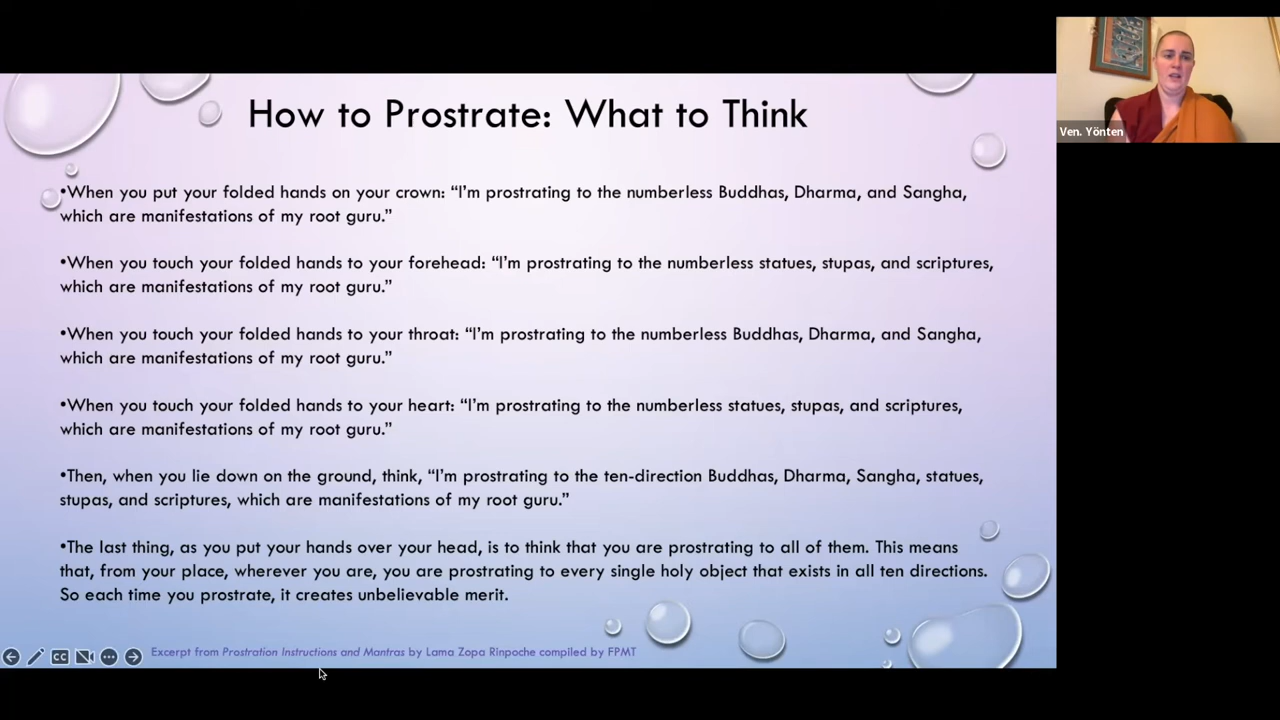 How to Prostrate: What to Think
•When you put your folded hands on your crown: “I’m prostrating to the numberless Buddhas, Dharma, and Sangha,
which are manifestations of my root guru.”
•When you touch your folded hands to your forehead: “I’m prostrating to the numberless statues, stupas, and scriptures,
which are manifestations of my root guru.”
•When you touch your folded hands to your throat: “I’m prostrating to the numberless Buddhas, Dharma, and Sangha,
which are manifestations of my root guru.”
•When you touch your folded hands to your heart: “I’m prostrating to the numberless statues, stupas, and scriptures,
which are manifestations of my root guru.”
•Then, when you lie down on the ground, think, “I’m prostrating to the ten-direction Buddhas, Dharma, Sangha, statues,
stupas, and scriptures, which are manifestations of my root guru.”
•The last thing, as you put your hands over your head, is to think that you are prostrating to all of them. This means
that, from your place, wherever you are, you are prostrating to every single holy object that exists in all ten directions.
So each time you prostrate, it creates unbelievable merit.
CC
Excerpt from Prostration Instructions and Mantras by Lama Zopa Rinpoche compiled by FPMT
Ven. Yönten